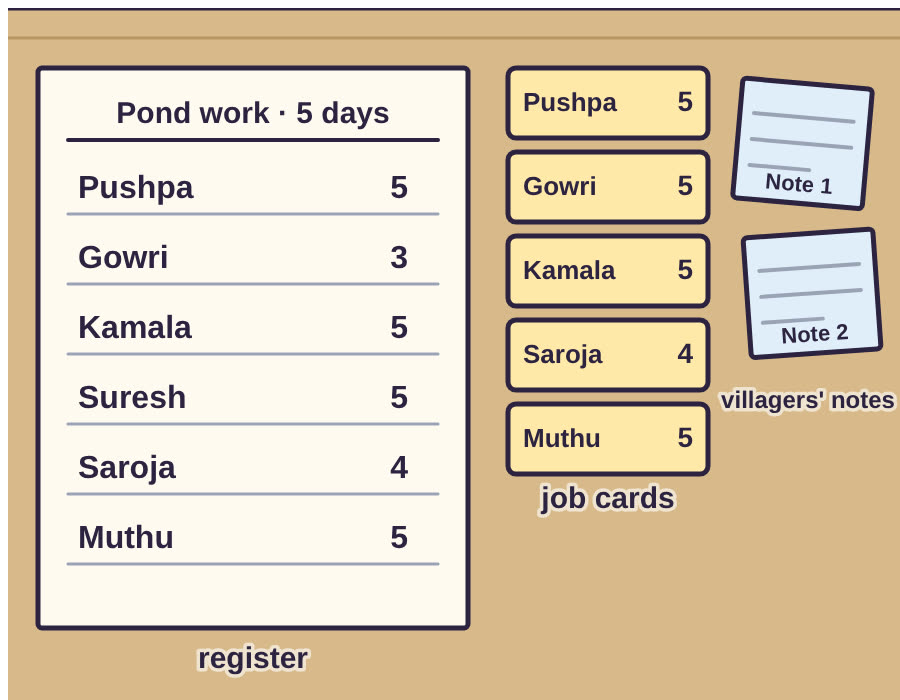 Pond work · 5 days
Pushpa 5
Gowri 3
Kamala 5
Suresh 5
Saroja 4
Muthu 5
register
Pushpa 5
Gowri 5
Kamala 5
Saroja 4
Muthu 5
job cards
Note 1
Note 2
villagers' notes